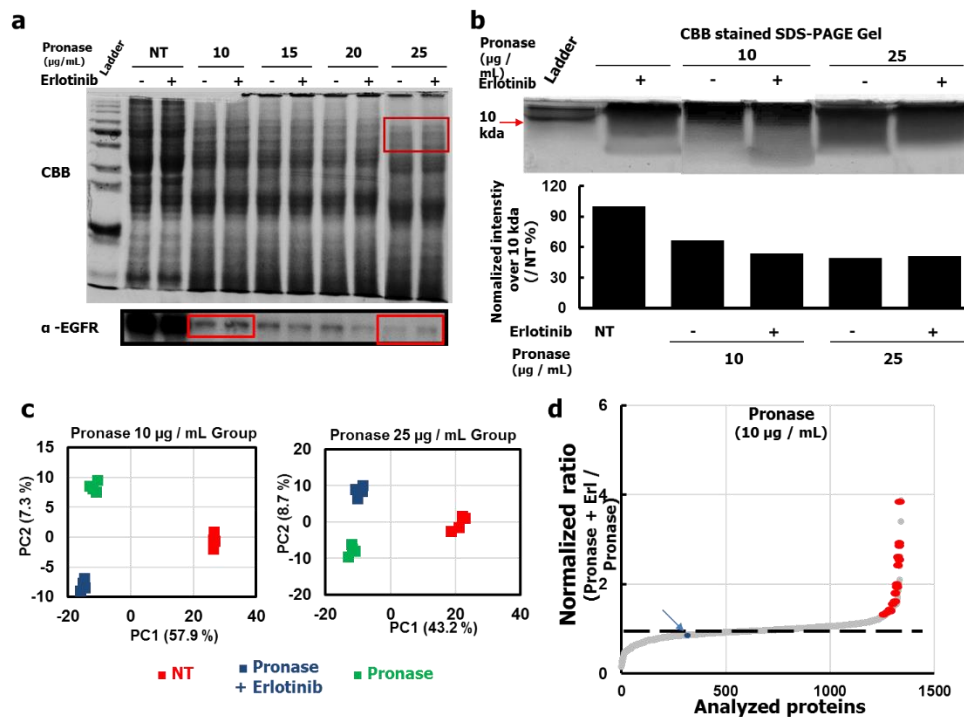 a
Ladder
Pronase
(µg/mL)
NT
10
15
20
25
Erlotinib
-
+
-
+
-
+
-
+
-
+
CBB
α -EGFR
b
CBB stained SDS-PAGE Gel
Pronase
(µg /
mL)
Ladder
10
25
Erlotinib
+
-
+
-
+
10
kda
Nomalized intenstiy
over 10 kda
(/ NT %)
120
90
60
30
0
Erlotinib
NT
-
+
-
+
Pronase
(µg / mL)
10
25
c
Pronase 10 µg / mL Group
PC2 (7.3 %)
15
10
5
0
-5
-10
-20
0
20
40
PC1 (57.9 %)
Pronase 25 µg / mL Group
PC2 (8.7 %)
20
10
0
-10
-20
-20
0
20
40
PC1 (43.2 %)
NT
Pronase
+ Erlotinib
Pronase
d
Pronase
(10 µg / mL)
Normalized ratio
(Pronase + Erl /
Pronase)
6
4
2
0
0
500
1000
1500
Analyzed proteins